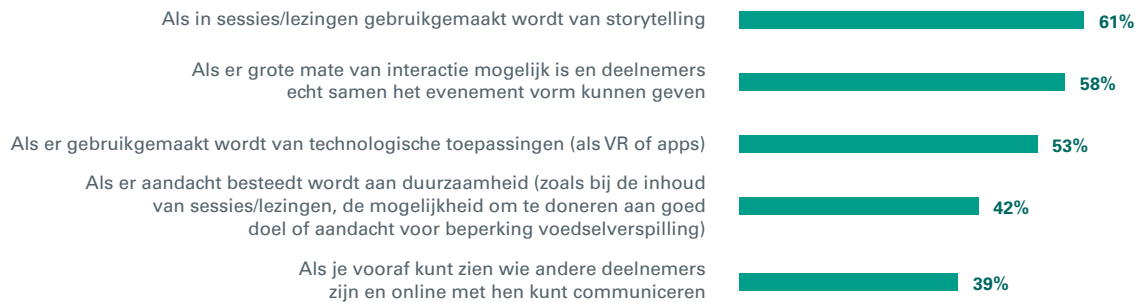 Als in sessies/lezingen gebruikgemaakt wordt van storytelling 61%
Als er grote mate van interactie mogelijk is en deelnemers
echt samen het evenement vorm kunnen geven 58%
Als er gebruikgemaakt wordt van technologische toepassingen (als VR of apps) 53%
Als er aandacht besteedt wordt aan duurzaamheid (zoals bij de inhoud
van sessies/lezingen, de mogelijkheid om te doneren aan goed
doel of aandacht voor beperking voedselverspilling) 42%
Als je vooraf kunt zien wie andere deelnemers
zijn en online met hen kunt communiceren 39%